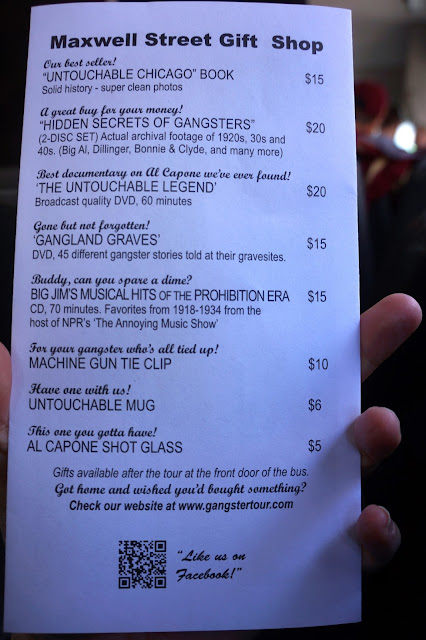 Maxwell Street Gift Shop
Our best seller!
“UNTOUCHABLE CHICAGO” BOOK $15
Solid history - super clean photos
A great buy for your money!
“HIDDEN SECRETS OF GANGSTERS” $20
(2-DISC SET) Actual archival footage of 1920s, 30s and
40s. (Big Al, Dillinger, Bonnie & Clyde, and many more)
Best documentary on Al Capone we've ever found!
‘THE UNTOUCHABLE LEGEND’ $20
Broadcast quality DVD, 60 minutes
Gone but not forgotten!
‘GANGLAND GRAVES’ $15
DVD, 45 different gangster stories told at their gravesites.
Buddy, can you spare a dime?
BIG JIM'S MUSICAL HITS OF THE PROHIBITION ERA $15
CD, 70 minutes. Favorites from 1918-1934 from the
host of NPR's ‘The Annoying Music Show’
For your gangster who's all tied up!
MACHINE GUN TIE CLIP $10
Have one with us!
UNTOUCHABLE MUG $6
This one you gotta have!
AL CAPONE SHOT GLASS $5
Gifts available after the tour at the front door of the bus.
Got home and wished you'd bought something?
Check our website at www.gangstertour.com
“Like us on
Facebook!”